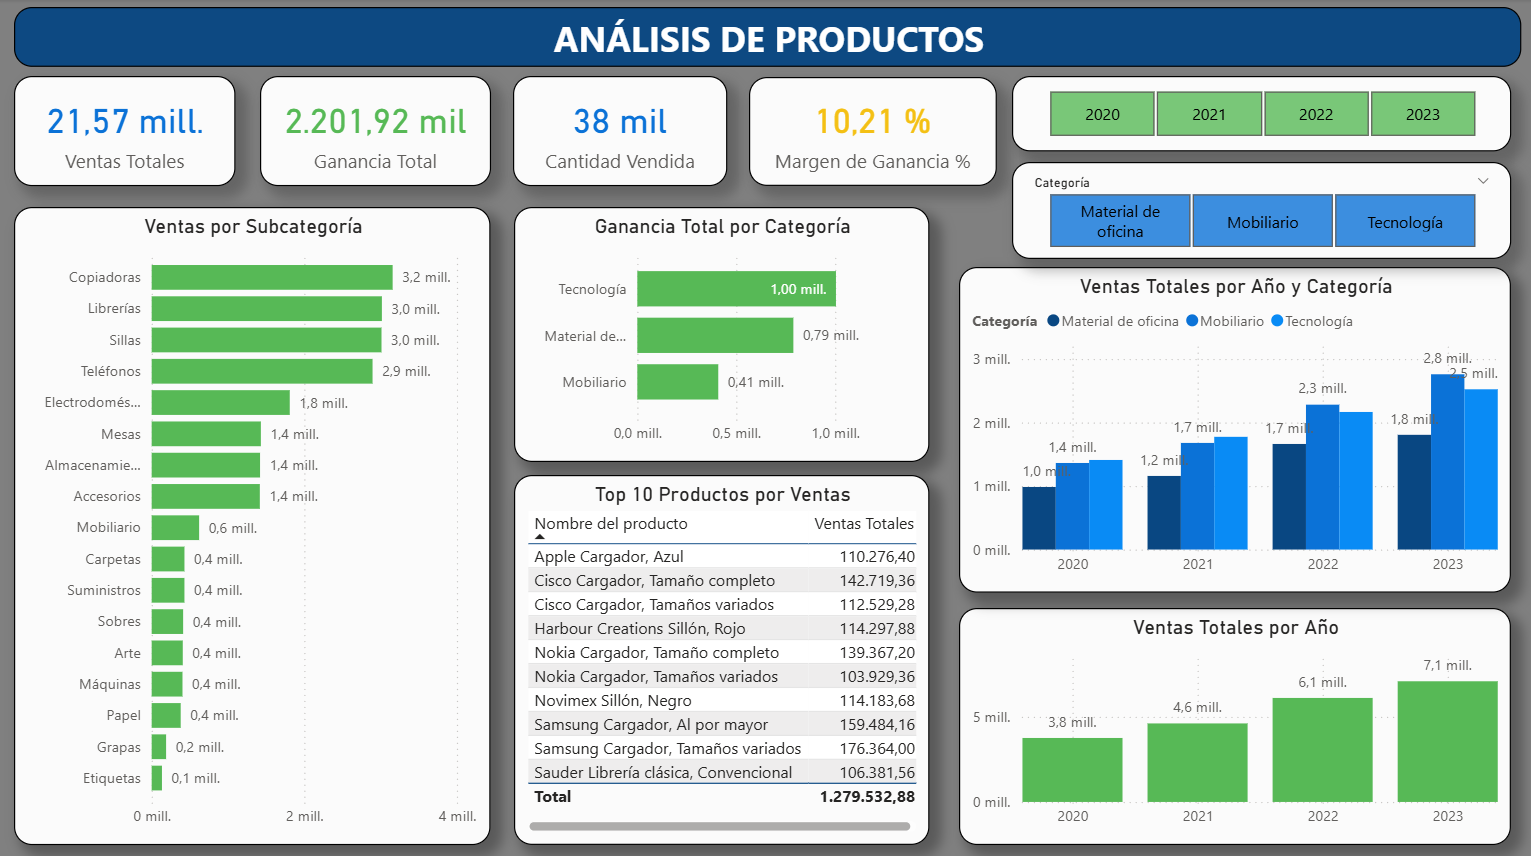 ANÁLISIS DE PRODUCTOS
21,57 mill.
Ventas Totales
2.201,92 mil
Ganancia Total
38 mil
Cantidad Vendida
10,21 %
Margen de Ganancia %
2020 2021 2022 2023
Categoría
Material de oficina
Mobiliario
Tecnología
Ventas por Subcategoría
Copiadoras 3,2 mill.
Librerías 3,0 mill.
Sillas 3,0 mill.
Teléfonos 2,9 mill.
Electrodomés... 1,8 mill.
Mesas 1,4 mill.
Almacenamie... 1,4 mill.
Accesorios 1,4 mill.
Mobiliario 0,6 mill.
Carpetas 0,4 mill.
Suministros 0,4 mill.
Sobres 0,4 mill.
Arte 0,4 mill.
Máquinas 0,4 mill.
Papel 0,4 mill.
Grapas 0,2 mill.
Etiquetas 0,1 mill.
0 mill. 2 mill. 4 mill.
Ganancia Total por Categoría
Tecnología 1,00 mill.
Material de... 0,79 mill.
Mobiliario 0,41 mill.
0,0 mill. 0,5 mill. 1,0 mill.
Top 10 Productos por Ventas
Nombre del producto Ventas Totales
Apple Cargador, Azul 110.276,40
Cisco Cargador, Tamaño completo 142.719,36
Cisco Cargador, Tamaños variados 112.529,28
Harbour Creations Sillón, Rojo 114.297,88
Nokia Cargador, Tamaño completo 139.367,20
Nokia Cargador, Tamaños variados 103.929,36
Novimex Sillón, Negro 114.183,68
Samsung Cargador, Al por mayor 159.484,16
Samsung Cargador, Tamaños variados 176.364,00
Sauder Librería clásica, Convencional 106.381,56
Total 1.279.532,88
Ventas Totales por Año y Categoría
Categoría Material de oficina Mobiliario Tecnología
3 mill.
2 mill.
1 mill.
0 mill.
1,0 m
1,4 mill.
1,2 mil
1,7 mill.
1,7 mil
2,3 mill.
1,8 mil
2,8 mill.
2,5 mill.
2020 2021 2022 2023
Ventas Totales por Año
5 mill.
0 mill.
3,8 mill.
4,6 mill.
6,1 mill.
7,1 mill.
2020 2021 2022 2023